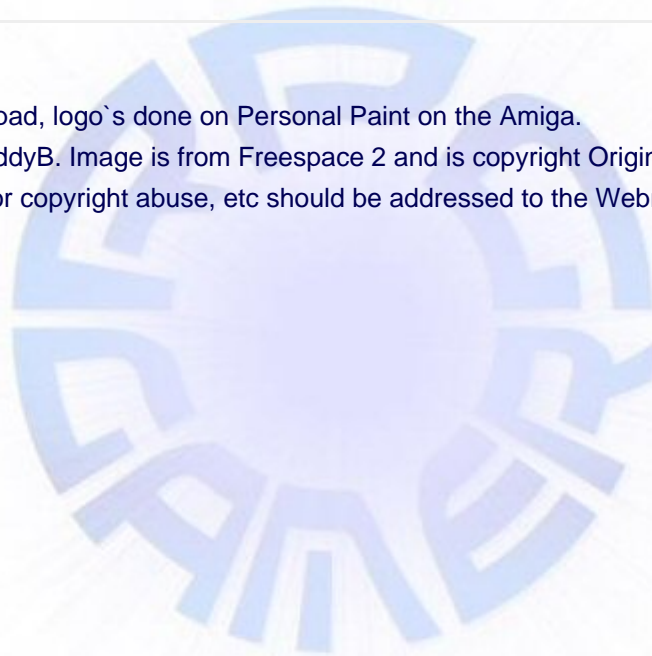 oad, logo`s done on Personal Paint on the Amiga.
ddyB. Image is from Freespace 2 and is copyright Origin
or copyright abuse, etc should be addressed to the Web